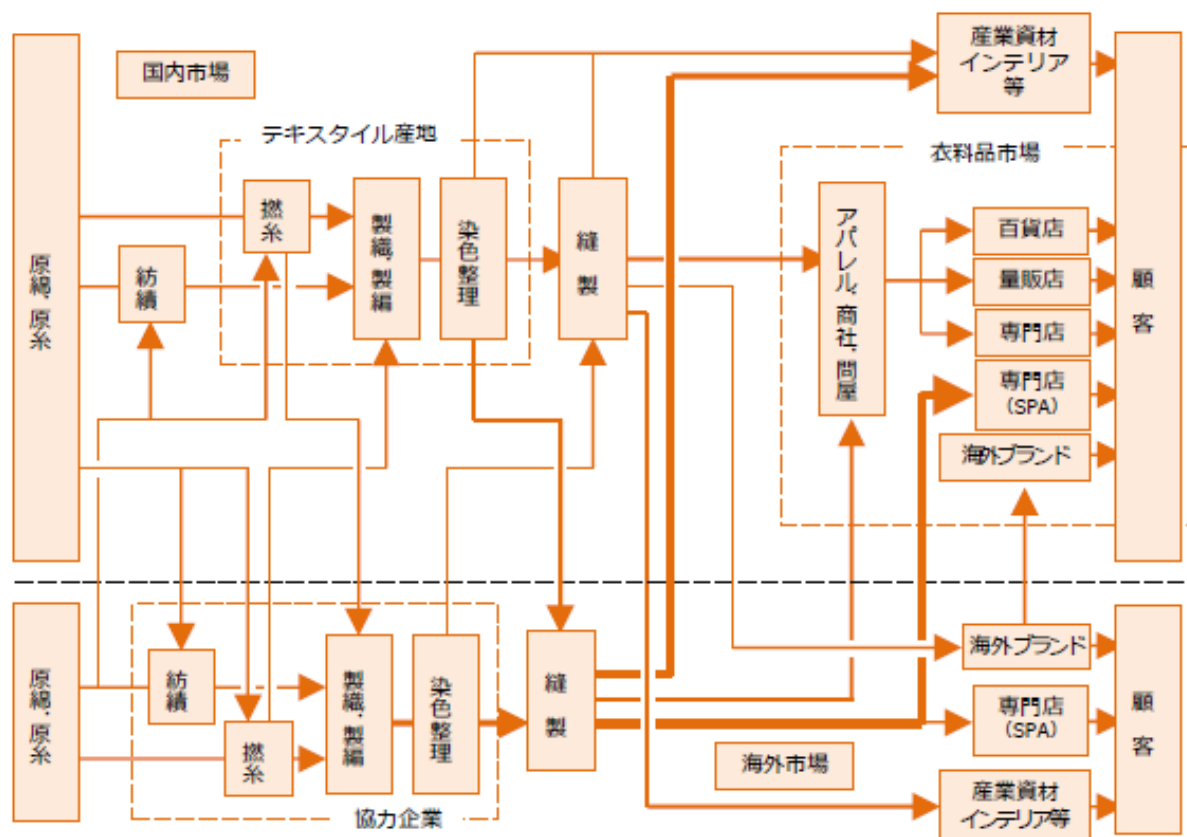 産業資材
インテリア
等
国内市場
テキスタイル産地
衣料品市場
原綿、原糸
撚糸
紡績
製織、製編
染色整理
縫製
アパレル、商社、問屋
百貨店
量販店
専門店
専門店
(SPA)
海外ブランド
顧客
原綿、原糸
紡績
撚糸
製織、製編
染色整理
縫製
協力企業
海外市場
海外ブランド
専門店
(SPA)
産業資材
インテリア等
顧客